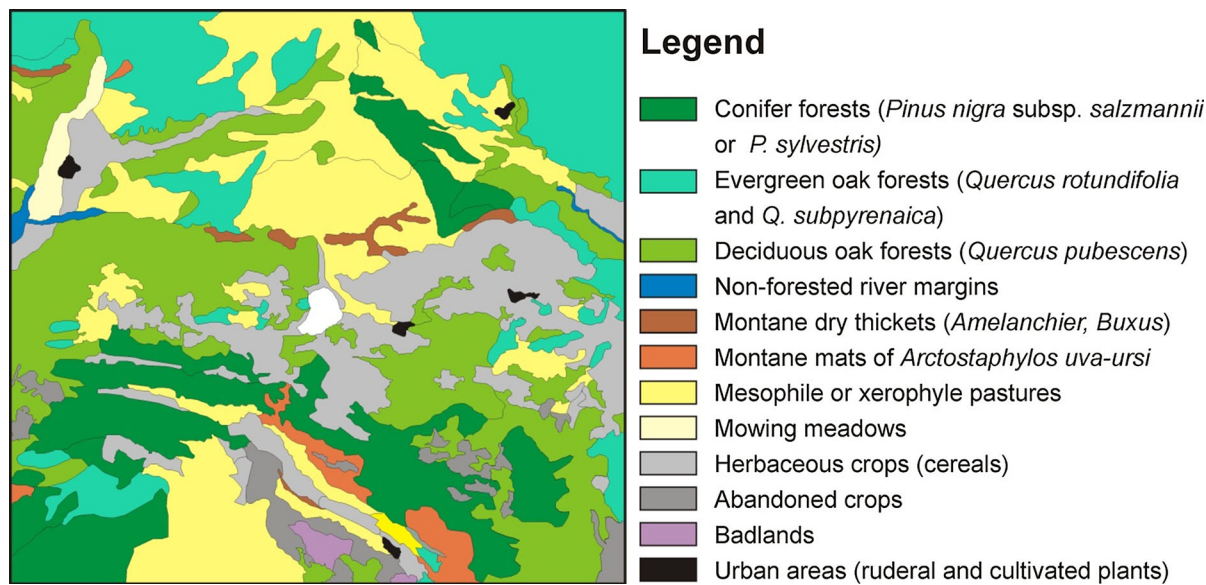 Legend
Conifer forests (Pinus nigra subsp. salzmannii
or P. sylvestris)
Evergreen oak forests (Quercus rotundifolia
and Q. subpyrenaica)
Deciduous oak forests (Quercus pubescens)
Non-forested river margins
Montane dry thickets (Amelanchier, Buxus)
Montane mats of Arctostaphylos uva-ursi
Mesophile or xerophyle pastures
Mowing meadows
Herbaceous crops (cereals)
Abandoned crops
Badlands
Urban areas (ruderal and cultivated plants)